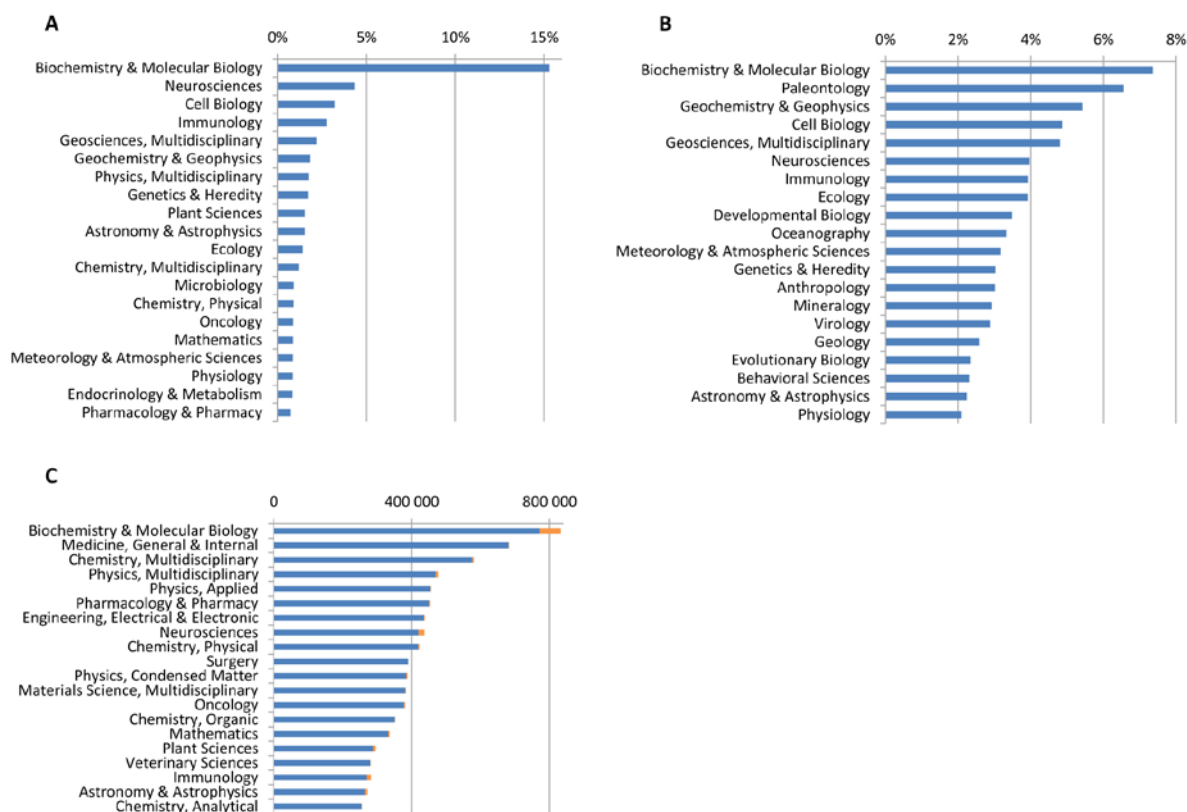 A
0% 5% 10% 15%
Biochemistry & Molecular Biology
Neurosciences
Cell Biology
Immunology
Geosciences, Multidisciplinary
Geochemistry & Geophysics
Physics, Multidisciplinary
Genetics & Heredity
Plant Sciences
Astronomy & Astrophysics
Ecology
Chemistry, Multidisciplinary
Microbiology
Chemistry, Physical
Oncology
Mathematics
Meteorology & Atmospheric Sciences
Physiology
Endocrinology & Metabolism
Pharmacology & Pharmacy
B
0% 2% 4% 6% 8%
Biochemistry & Molecular Biology
Paleontology
Geochemistry & Geophysics
Cell Biology
Geosciences, Multidisciplinary
Neurosciences
Immunology
Ecology
Developmental Biology
Oceanography
Meteorology & Atmospheric Sciences
Genetics & Heredity
Anthropology
Mineralogy
Virology
Geology
Evolutionary Biology
Behavioral Sciences
Astronomy & Astrophysics
Physiology
C
0 400 000 800 000
Biochemistry & Molecular Biology
Medicine, General & Internal
Chemistry, Multidisciplinary
Physics, Multidisciplinary
Physics, Applied
Pharmacology & Pharmacy
Engineering, Electrical & Electronic
Neurosciences
Chemistry, Physical
Surgery
Physics, Condensed Matter
Materials Science, Multidisciplinary
Oncology
Chemistry, Organic
Mathematics
Plant Sciences
Veterinary Sciences
Immunology
Astronomy & Astrophysics
Chemistry, Analytical